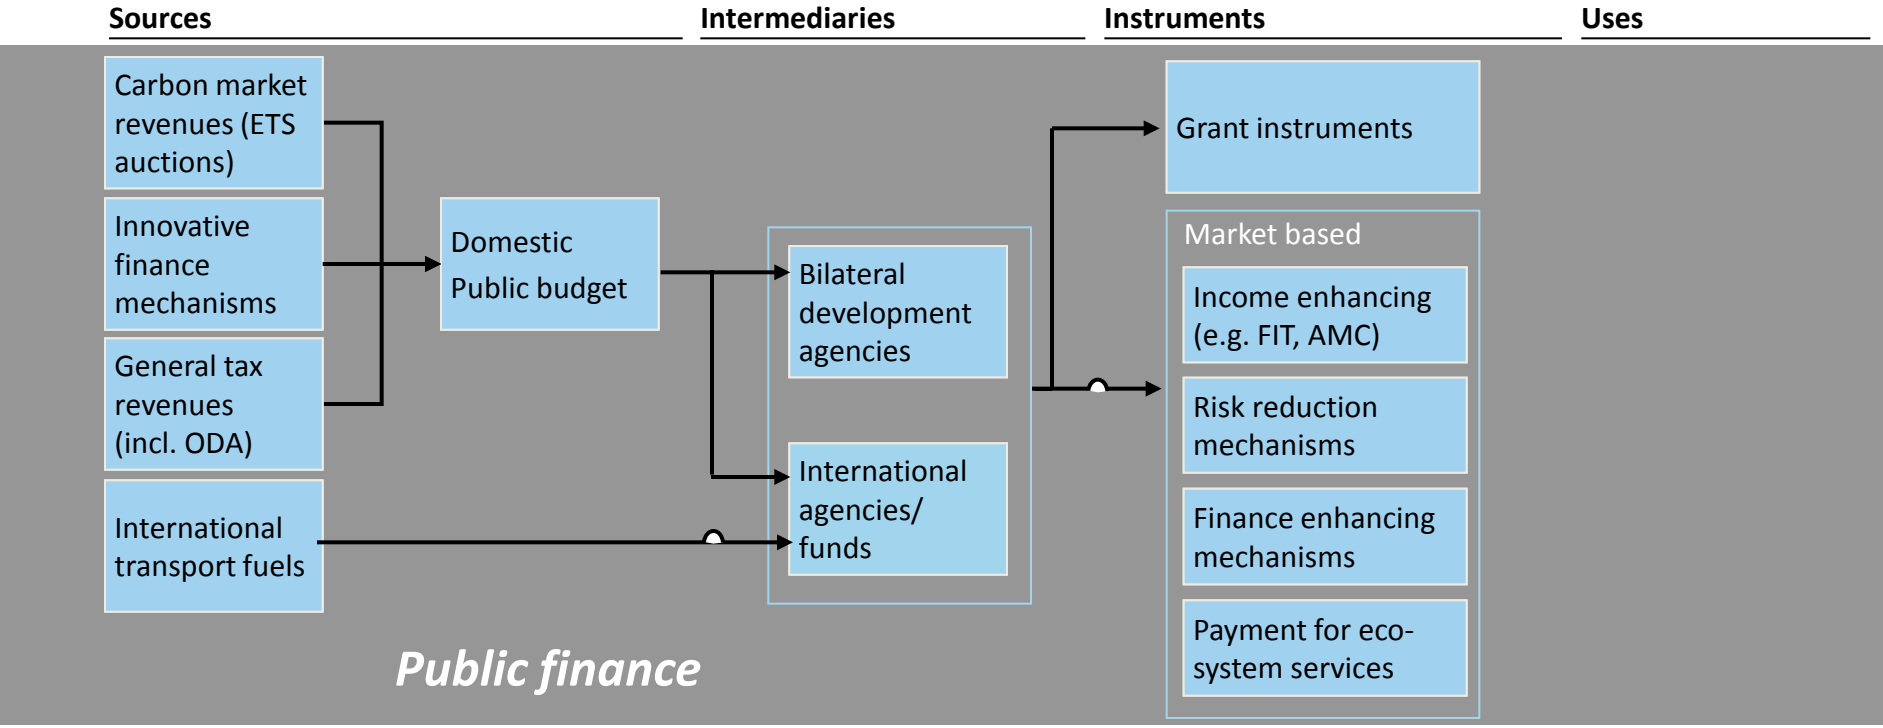 Sources
Intermediaries
Instruments
Uses
Carbon market
revenues (ETS
auctions)
Innovative
finance
mechanisms
General tax
revenues
(incl. ODA)
International
transport fuels
Domestic
Public budget
Bilateral
development
agencies
International
agencies/
funds
Grant instruments
Market based
Income enhancing
(e.g. FIT, AMC)
Risk reduction
mechanisms
Finance enhancing
mechanisms
Payment for eco-
system services
Public finance